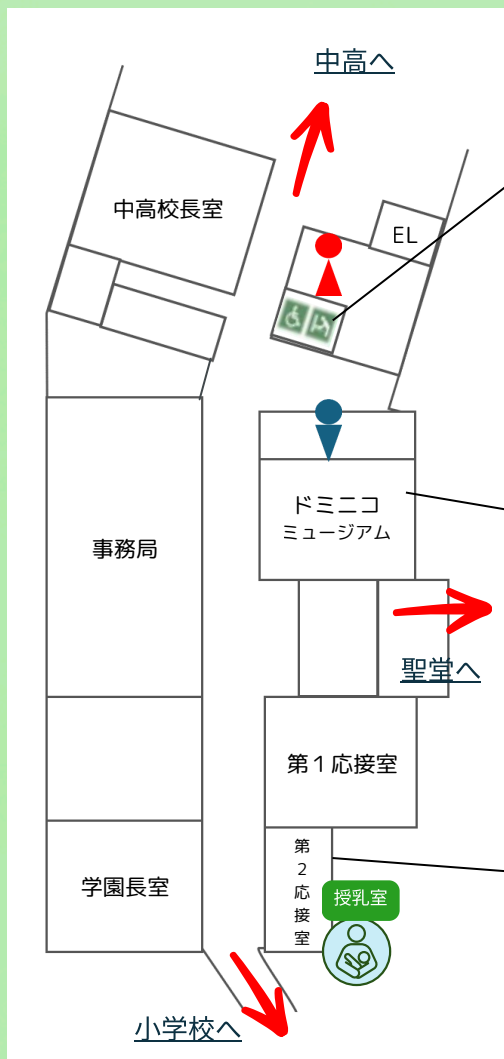 中高へ
中高校長室
EL
ドミニコ
ミュージアム
事務局
聖堂へ
第1応接室
学園長室
第2応接室
授乳室
小学校へ